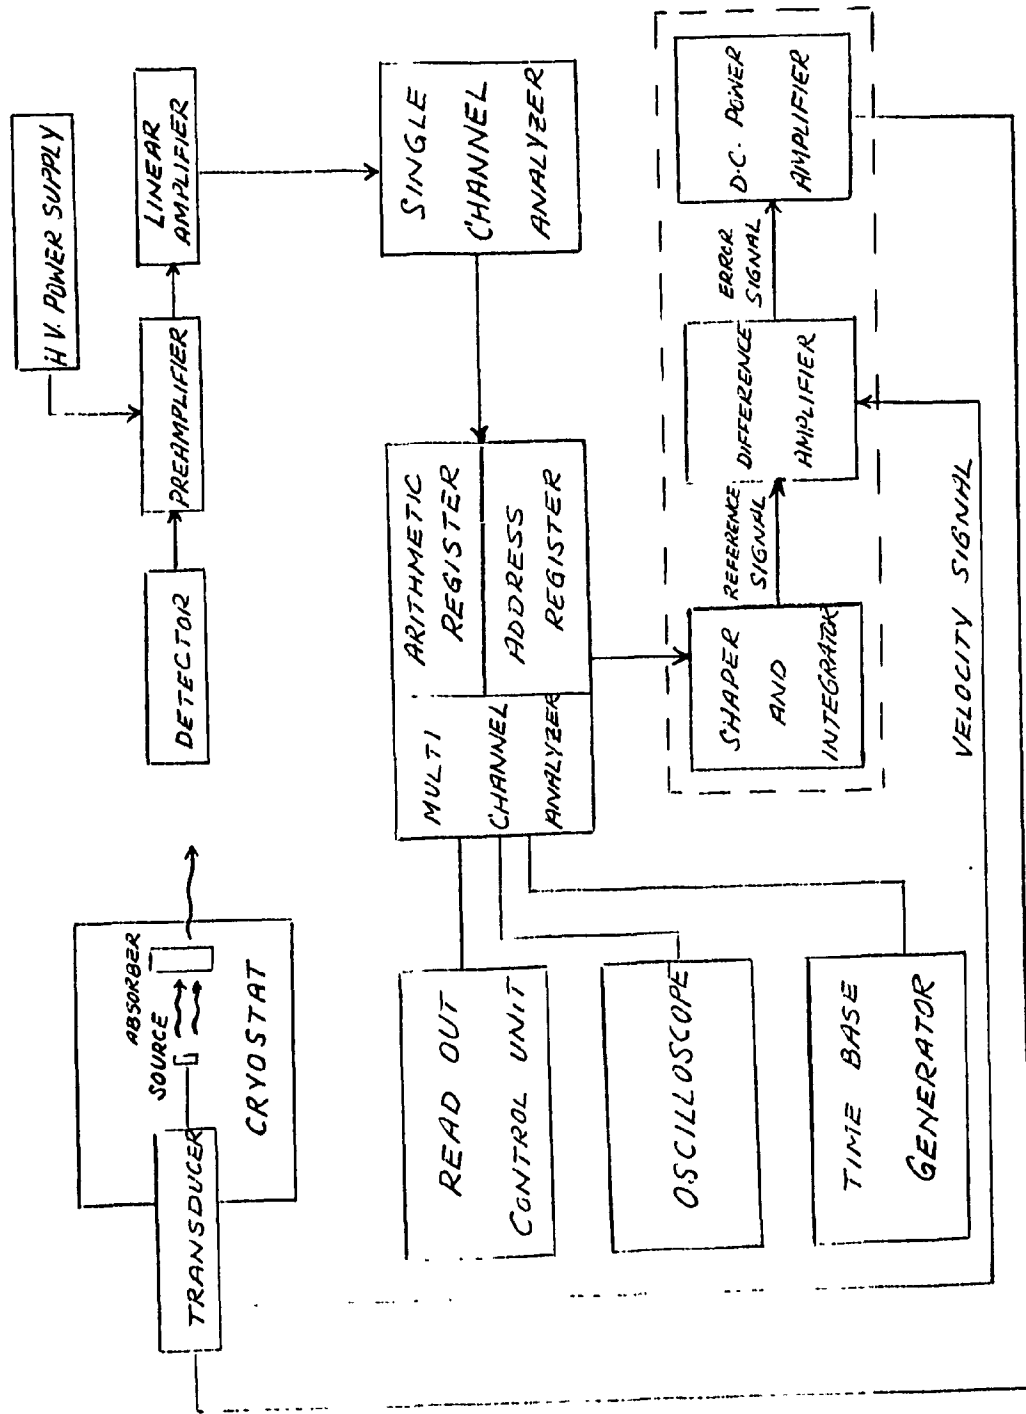 TRANSDUCER
CRYOSTAT
SOURCE
ABSORBER
DETECTOR
PREAMPLIFIER
H V. POWER SUPPLY
LINEAR
AMPLIFIER
SINGLE
CHANNEL
ANALYZER
ARITHMETIC
REGISTER
ADDRESS
REGISTER
MULTI
CHANNEL
ANALYZER
READ OUT
CONTROL UNIT
OSCILLOSCOPE
TIME BASE
GENERATOR
SHAPER
AND
INTEGRATOR
REFERENCE
SIGNAL
DIFFERENCE
AMPLIFIER
ERROR
SIGNAL
D.C. POWER
AMPLIFIER
VELOCITY SIGNAL